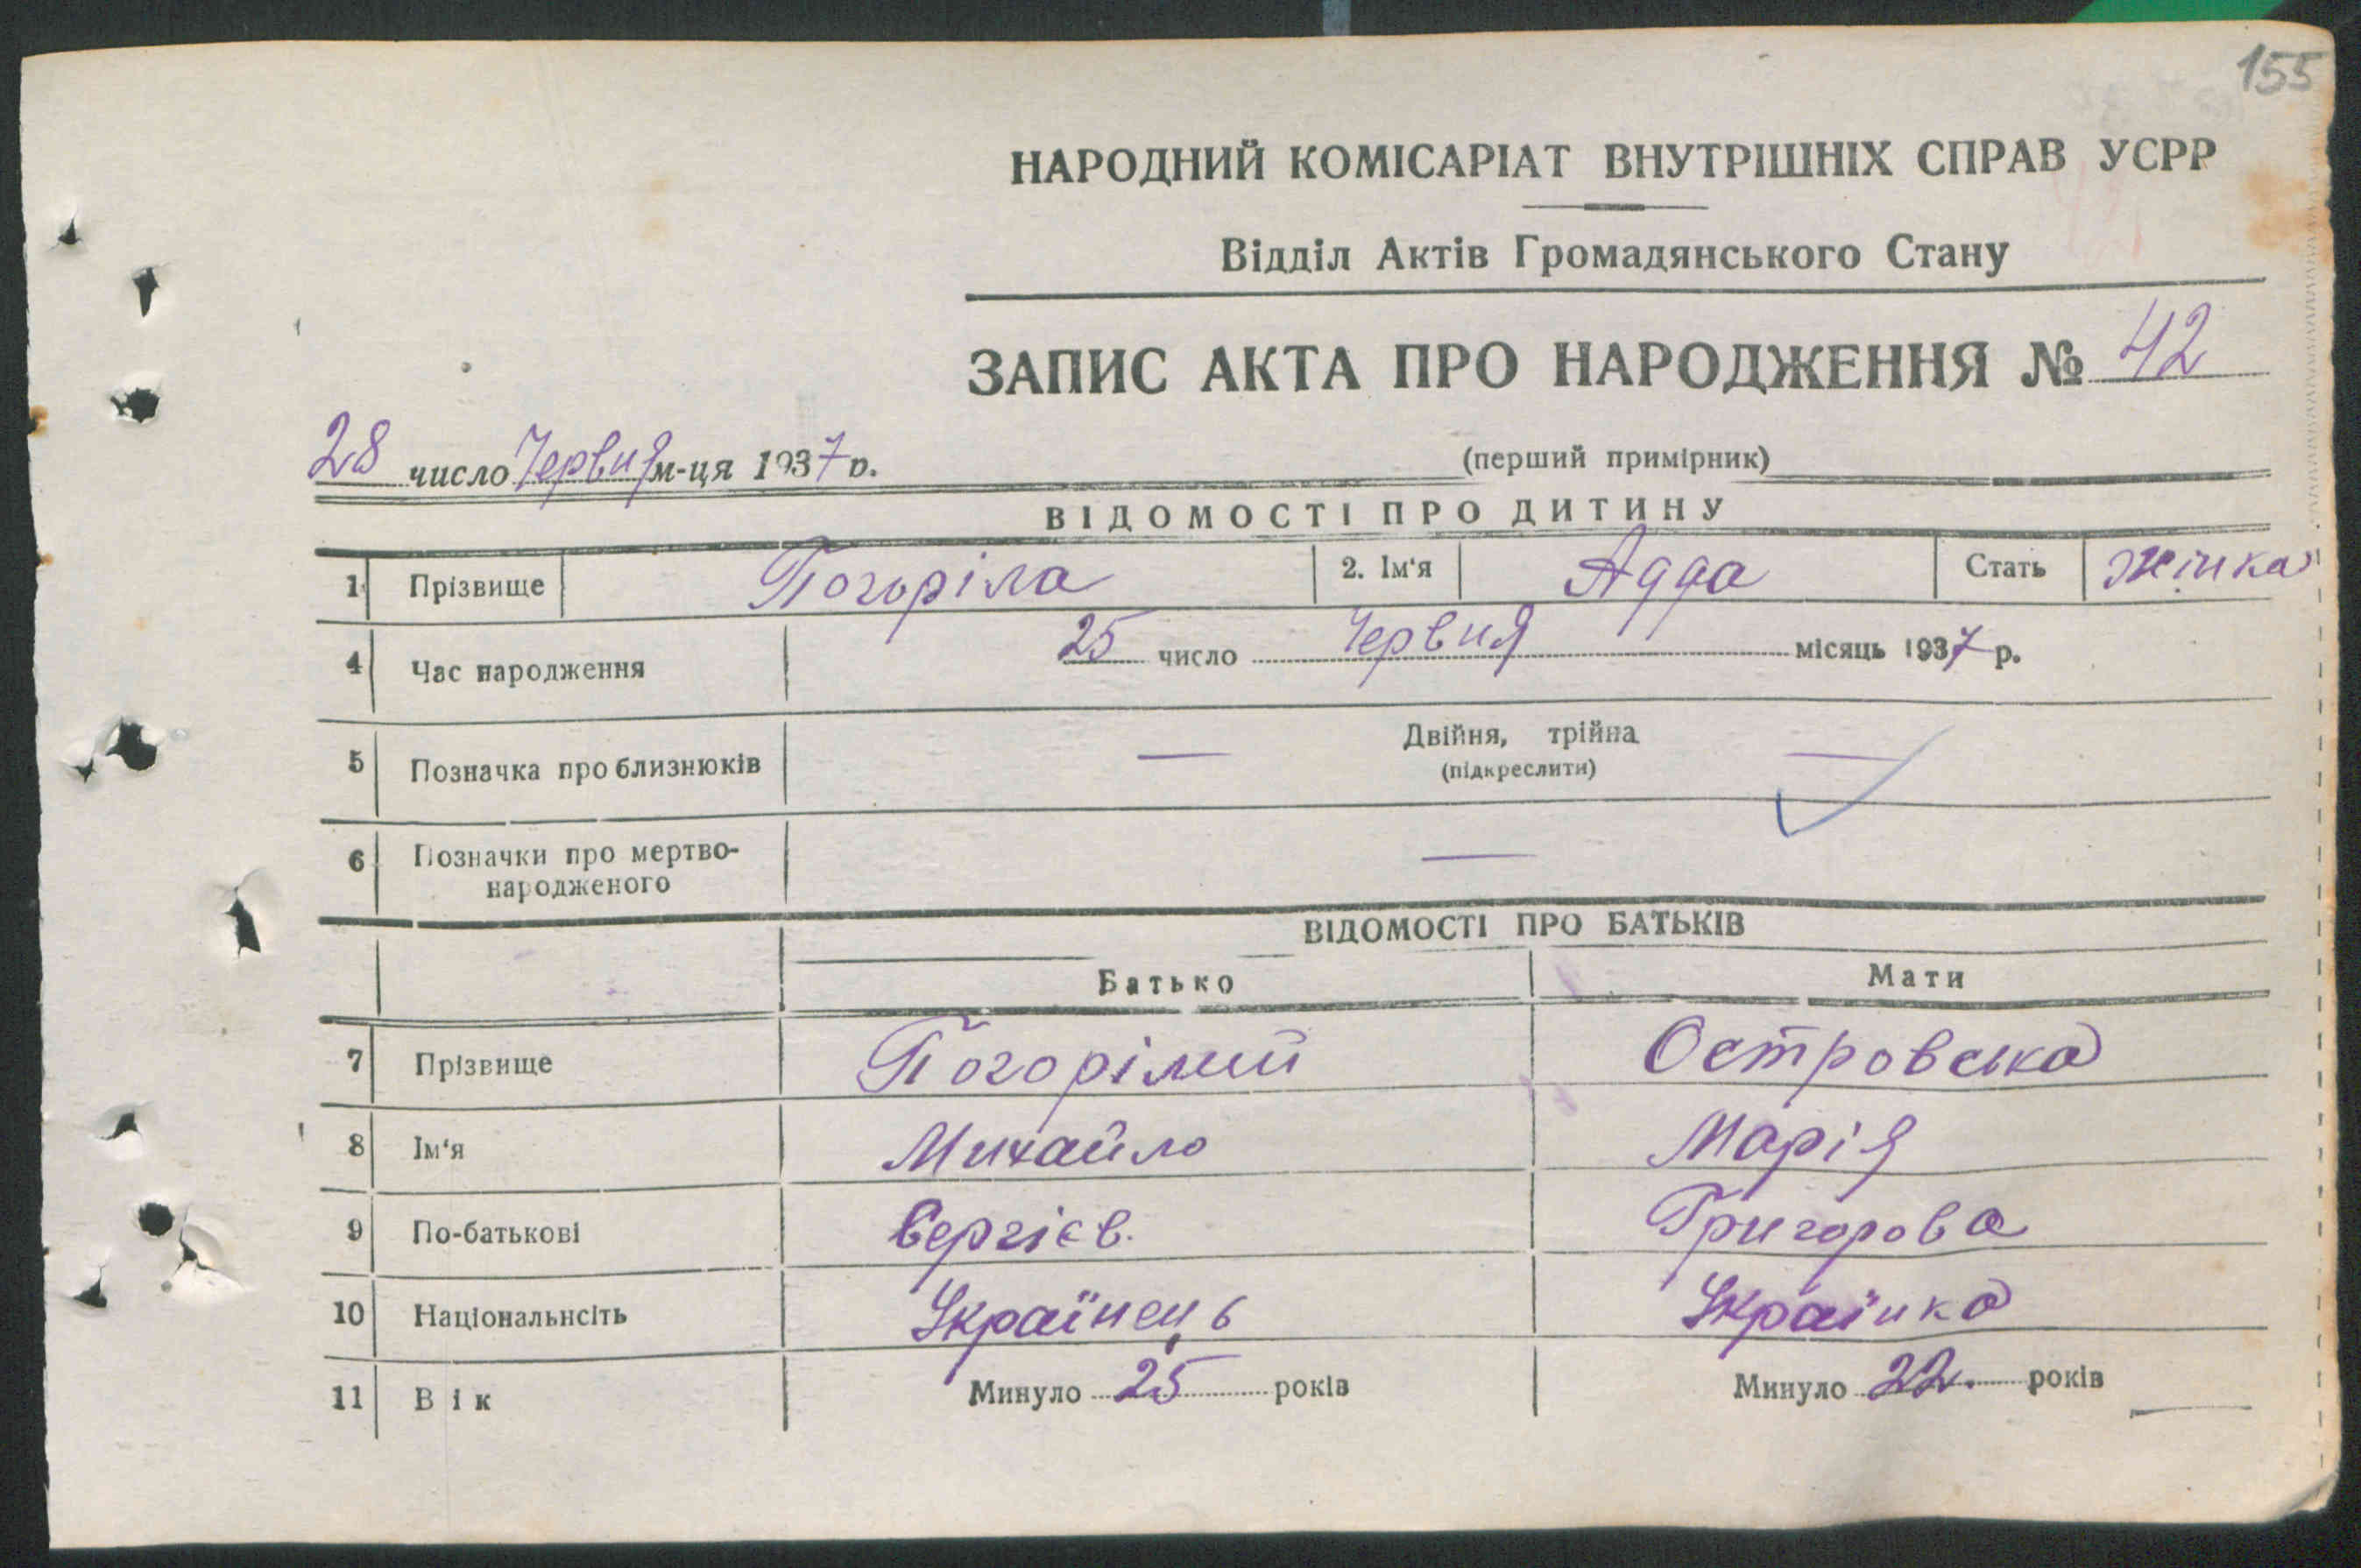 155
НАРОДНИЙ КОМІСАРІАТ ВНУТРІШНІХ СПРАВ УСРР
Відділ Актів Громадянського Стану
ЗАПИС АКТА ПРО НАРОДЖЕННЯ № 42
28 число Червня м-ця 1937 р. (перший примірник)
ВІДОМОСТІ ПРО ДИТИНУ
1 Прізвище Погоріла 2. Ім'я Адда Стать жінка
4 Час народження 25 число Червня місяць 1937 р.
5 Позначка про близнюків — Двійня, трійна —
(підкреслити)
6 Позначки про мертво-
народженого —
ВІДОМОСТІ ПРО БАТЬКІВ
Батько Мати
7 Прізвище Погорілий Островська
8 Ім'я Михайло Марія
9 По-батькові Сергієв. Григорова
10 Національнсіть Українець Українка
11 Вік Минуло 25 років Минуло 22. років